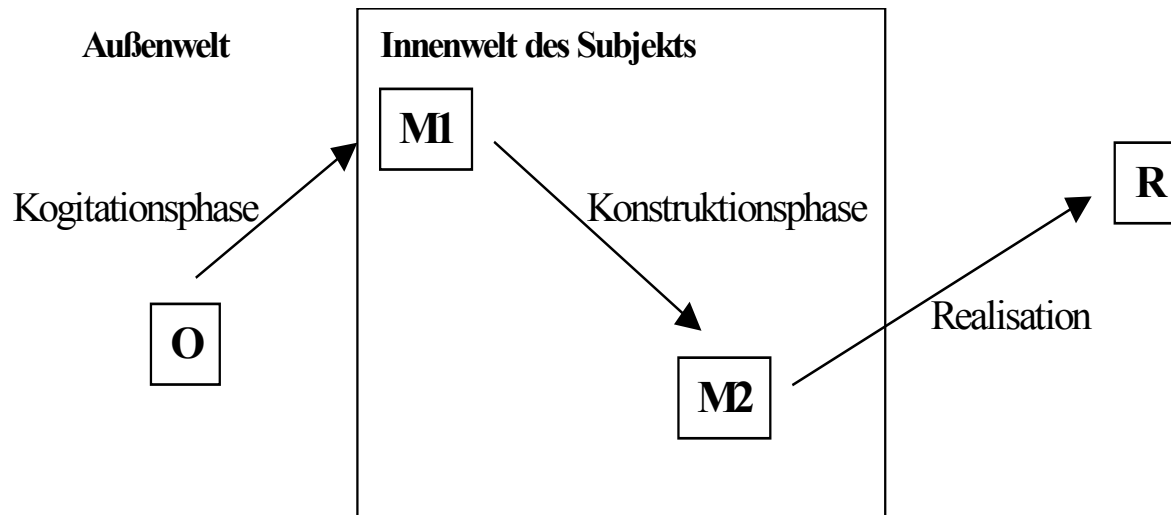 Außenwelt
Innenwelt des Subjekts
M1
R
Kogitationsphase
Konstruktionsphase
O
Realisation
M2